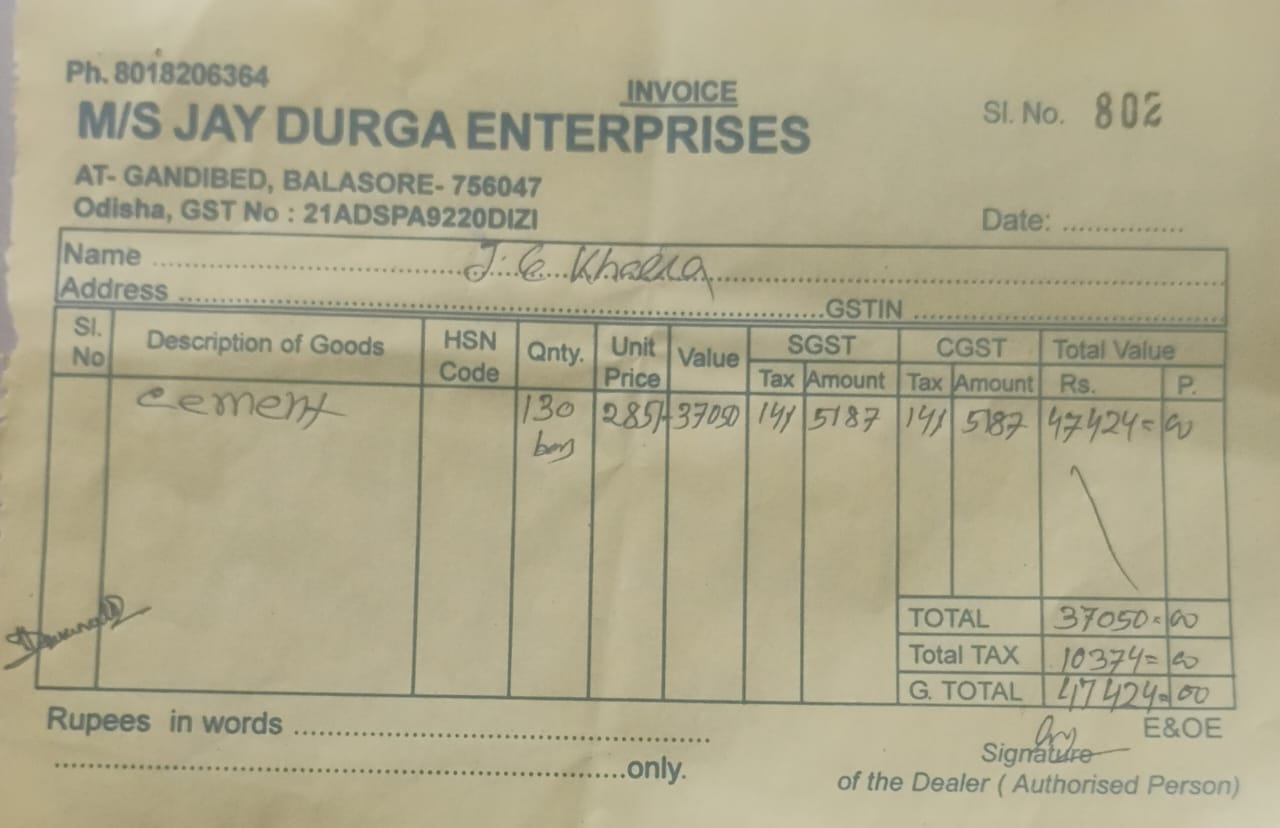 Ph. 8018206364
INVOICE
Sl. No. 802
M/S JAY DURGA ENTERPRISES
AT- GANDIBED, BALASORE- 756047
Odisha, GST No : 21ADSPA9220DIZI
Date: ...............
Name ............ J. E. Khalsa ............
Address ............ GSTIN ............
Sl. No Description of Goods HSN Code Qnty. Unit Price Value SGST CGST Total Value
Tax Amount Tax Amount Rs. P.
Cement 130 285/- 37050 14% 5187 14% 5187 47424=00
bag
TOTAL 37050=00
Total TAX 10374=00
G. TOTAL 47424=00
Rupees in words ............
............only.
E&OE
Signature
of the Dealer ( Authorised Person)